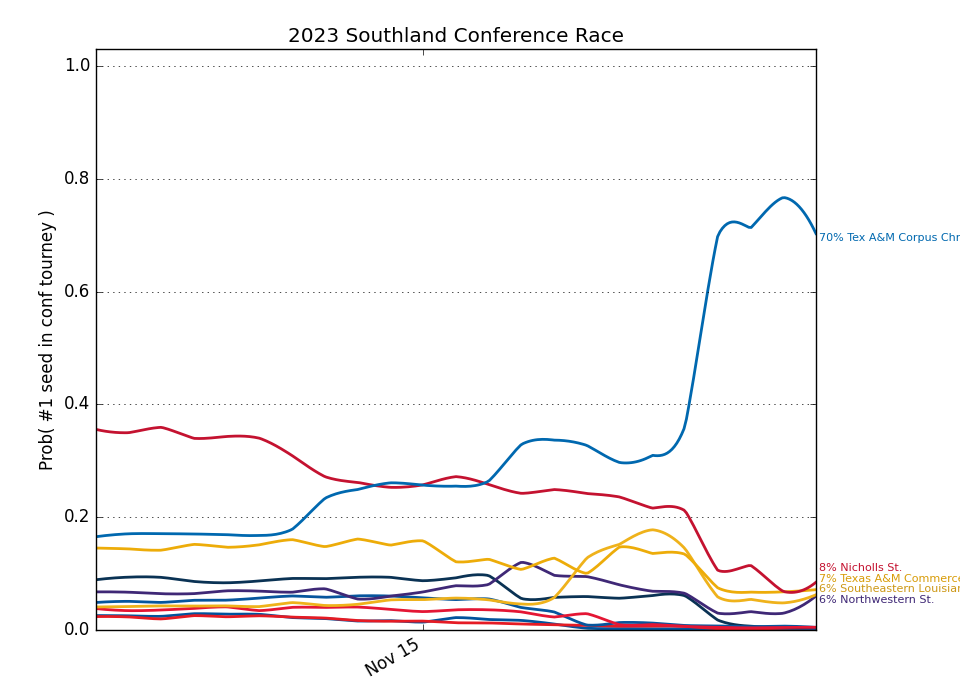 2023 Southland Conference Race
Prob( #1 seed in conf tourney )
1.0
0.8
0.6
0.4
0.2
0.0
Nov 15
70% Tex A&M Corpus Chr
8% Nicholls St.
7% Texas A&M Commerce
6% Southeastern Louisian
6% Northwestern St.